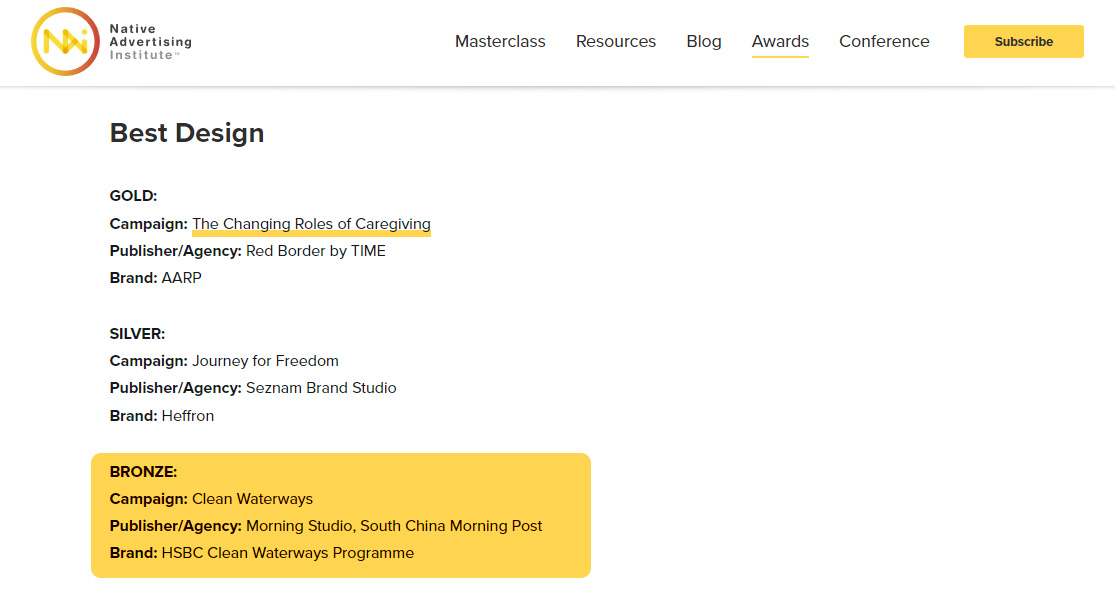 Native
Advertising
Institute™
Masterclass Resources Blog Awards Conference Subscribe
Best Design
GOLD:
Campaign: The Changing Roles of Caregiving
Publisher/Agency: Red Border by TIME
Brand: AARP
SILVER:
Campaign: Journey for Freedom
Publisher/Agency: Seznam Brand Studio
Brand: Heffron
BRONZE:
Campaign: Clean Waterways
Publisher/Agency: Morning Studio, South China Morning Post
Brand: HSBC Clean Waterways Programme